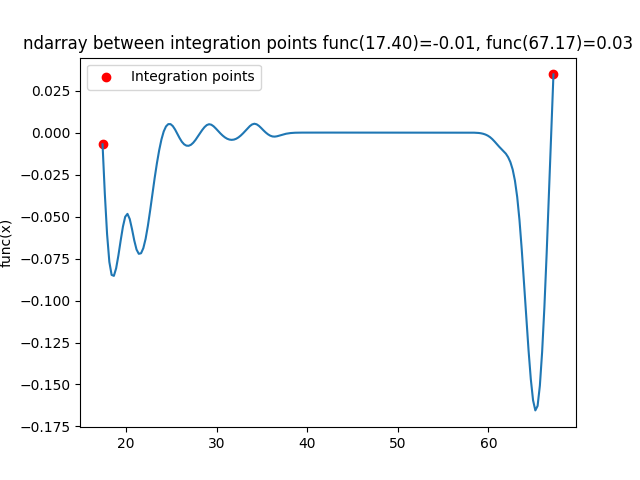 ndarray between integration points func(17.40)=-0.01, func(67.17)=0.03
Integration points
0.025
0.000
−0.025
−0.050
−0.075
−0.100
−0.125
−0.150
−0.175
func(x)
20 30 40 50 60